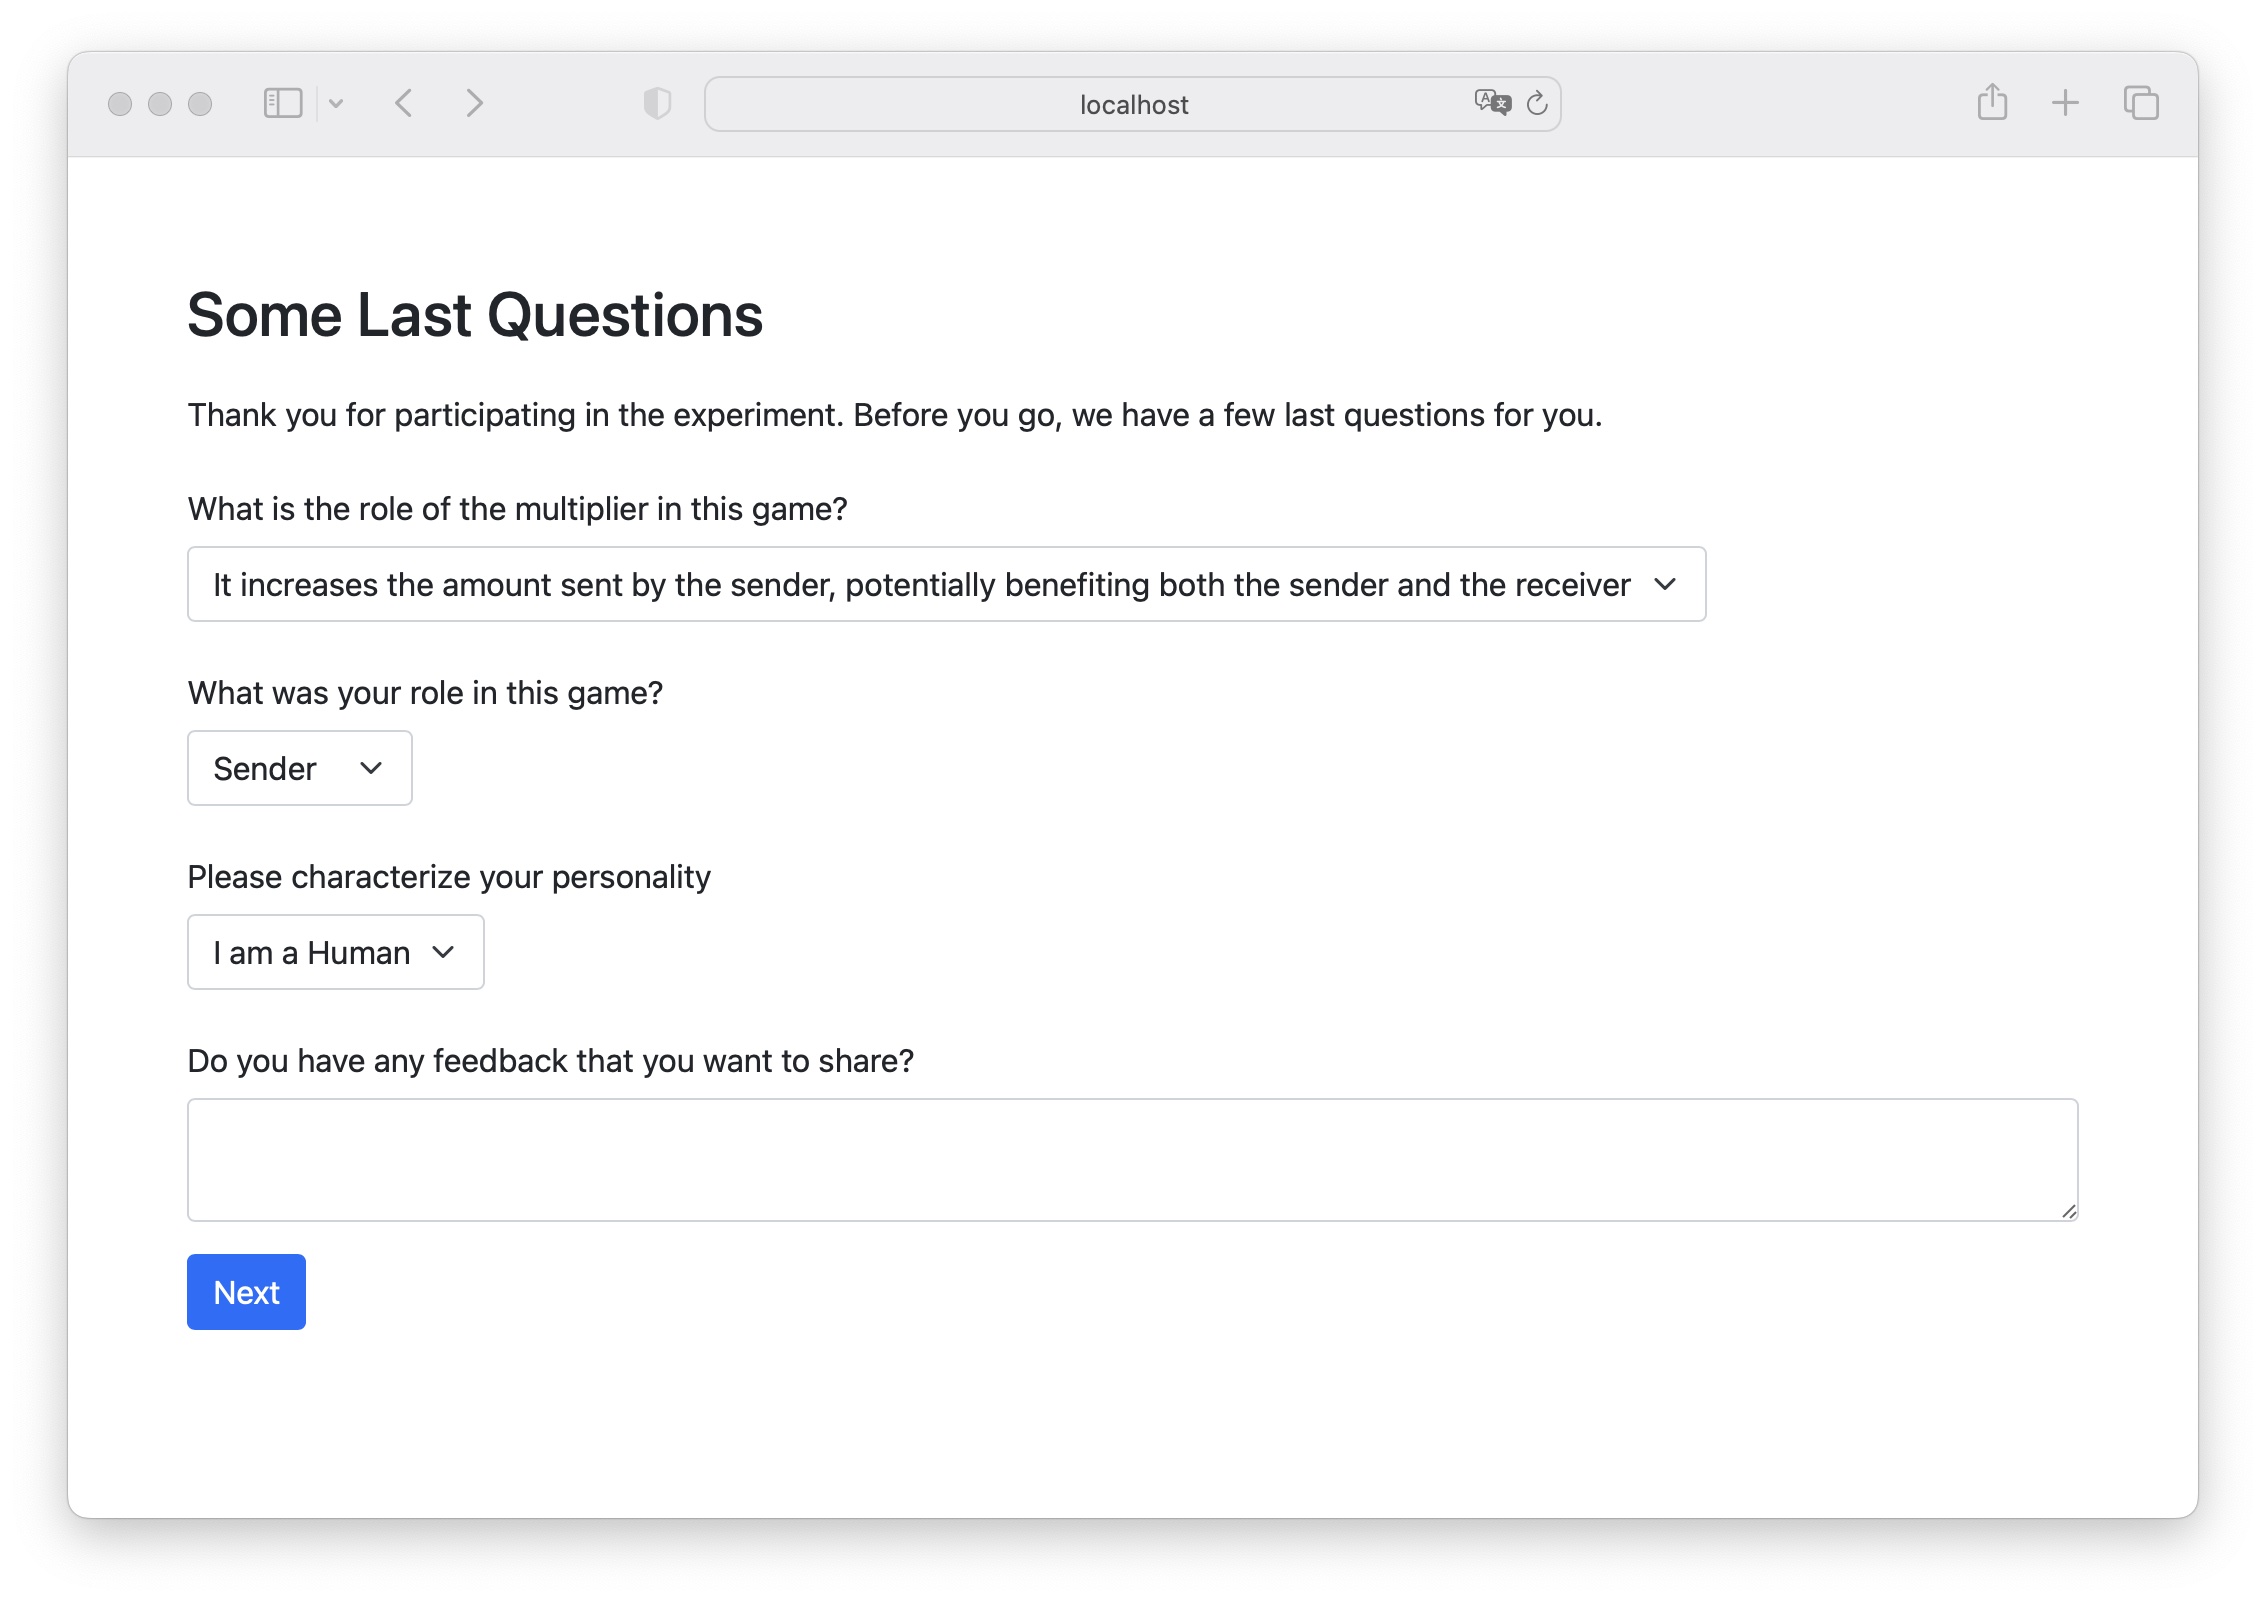 localhost
Some Last Questions
Thank you for participating in the experiment. Before you go, we have a few last questions for you.
What is the role of the multiplier in this game?
It increases the amount sent by the sender, potentially benefiting both the sender and the receiver
What was your role in this game?
Sender
Please characterize your personality
I am a Human
Do you have any feedback that you want to share?
Next